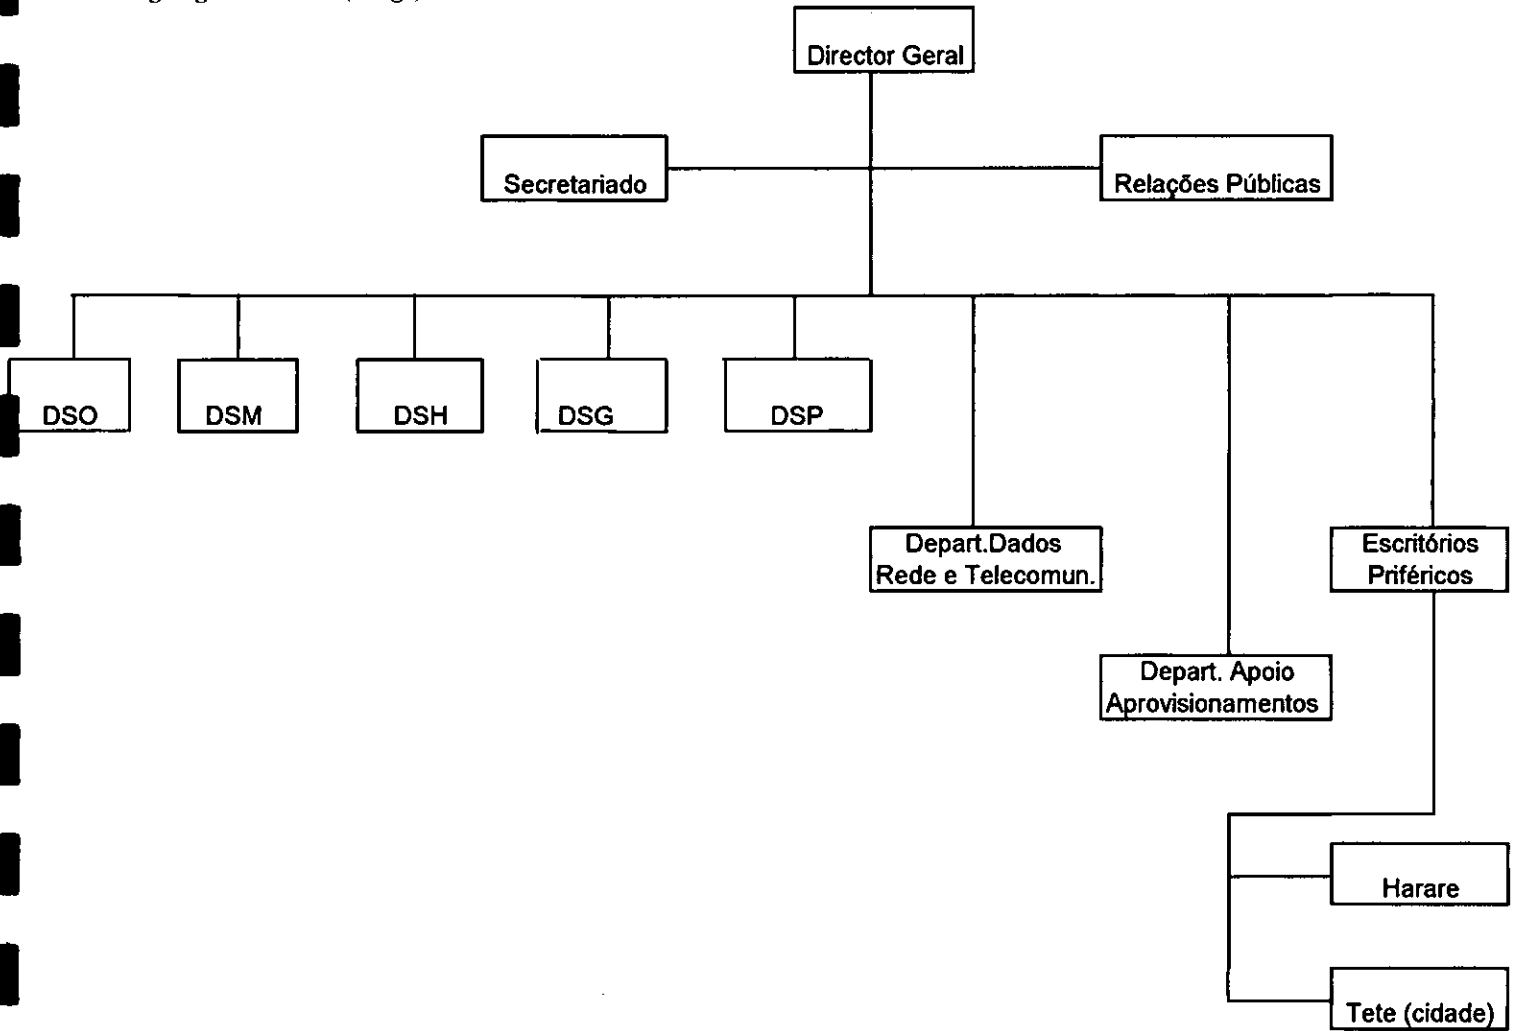 Director Geral
Secretariado
Relações Públicas
DSO
DSM
DSH
DSG
DSP
Depart.Dados
Rede e Telecomun.
Escritórios
Priféricos
Depart. Apoio
Aprovisionamentos
Harare
Tete (cidade)